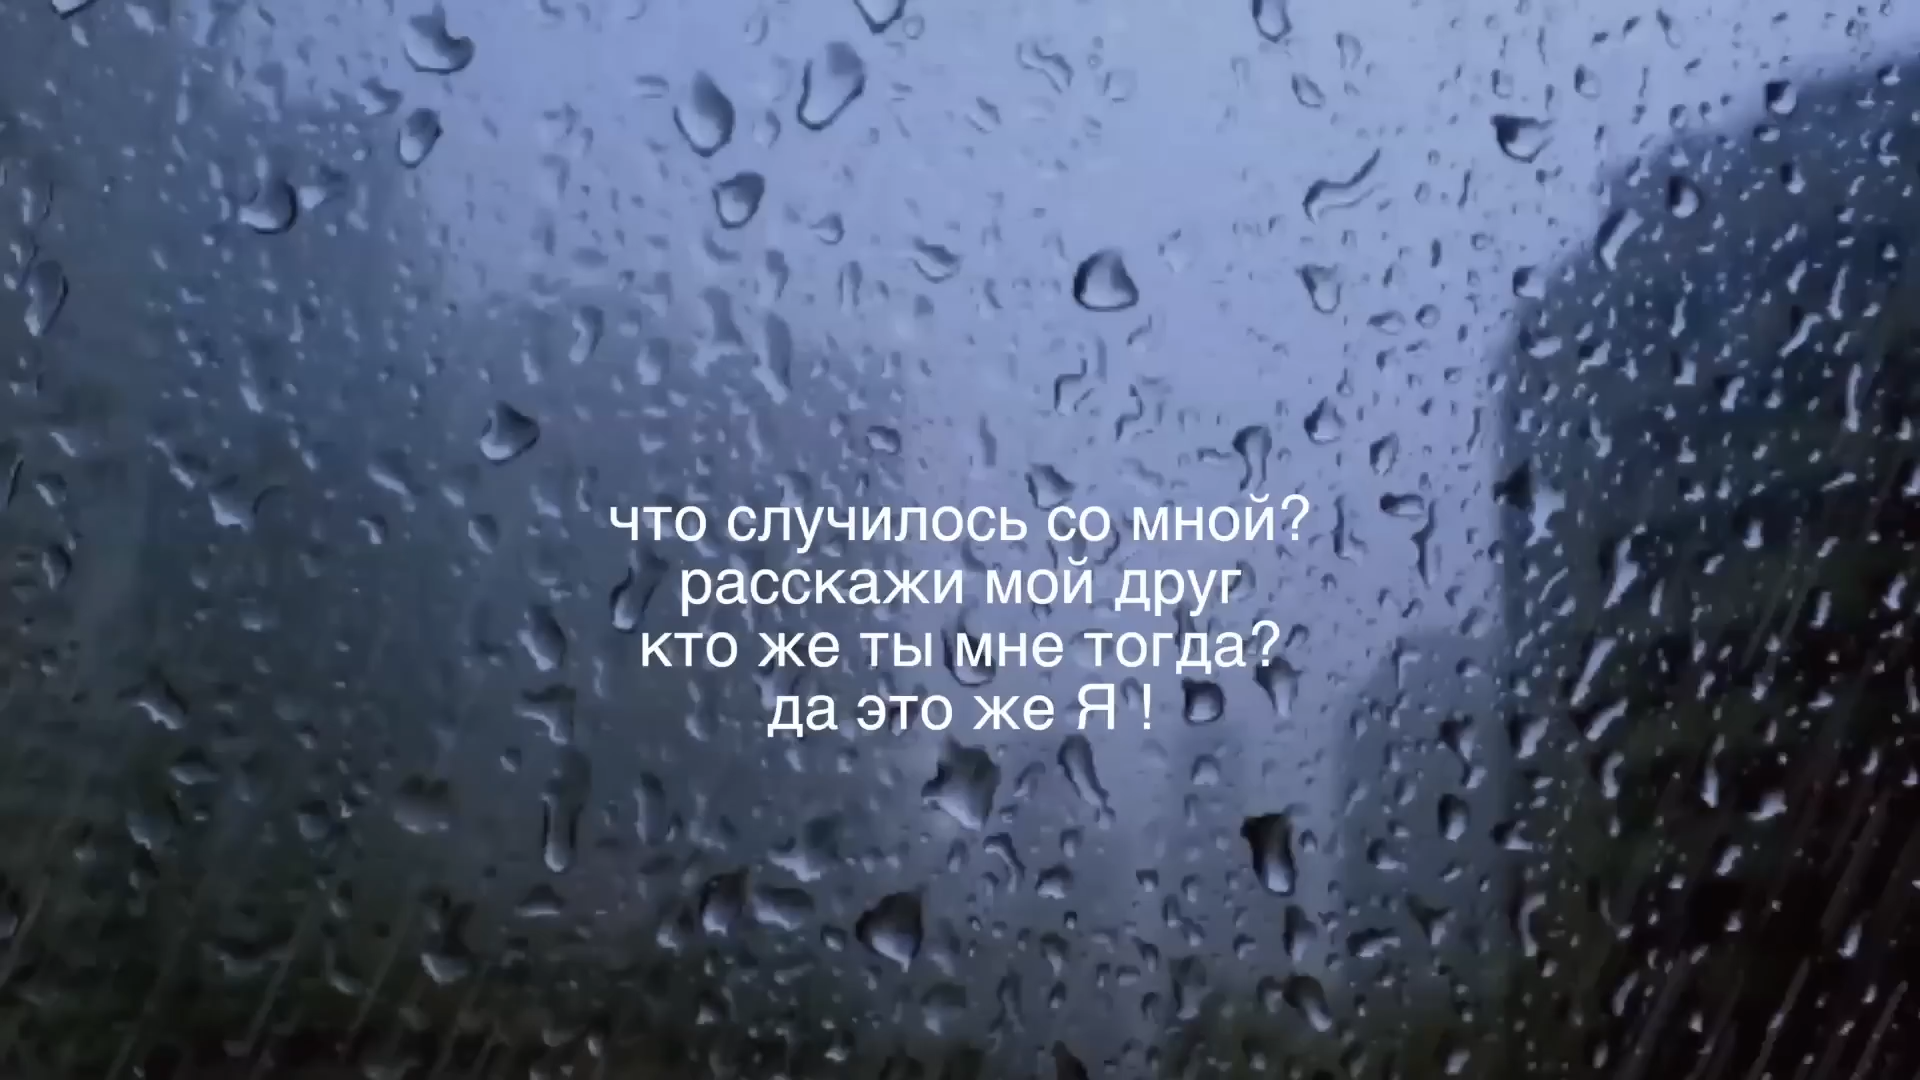 что случилось со мной?
расскажи мой друг
кто же ты мне тогда?
да это же Я !